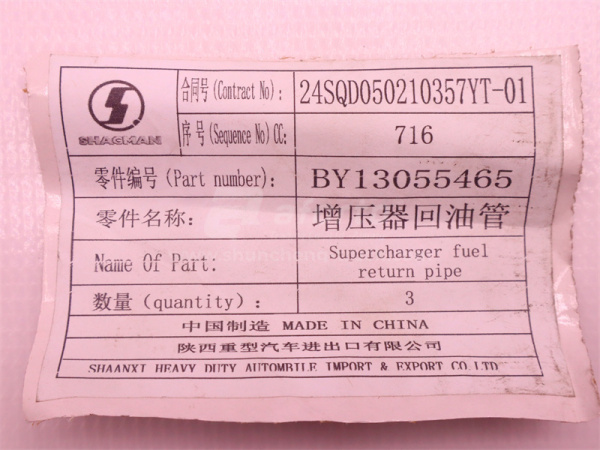 SHACMAN
合同号(Contract No): 24SQD050210357YT-01
序号(Sequence No)CC: 716
零件编号(Part number): BY13055465
零件名称: 增压器回油管
Name Of Part: Supercharger fuel
return pipe
数量(quantity): 3
中国制造 MADE IN CHINA
陕西重型汽车进出口有限公司
SHAANXI HEAVY DUTY AUTOMBILE IMPORT & EXPORT CO.LTD